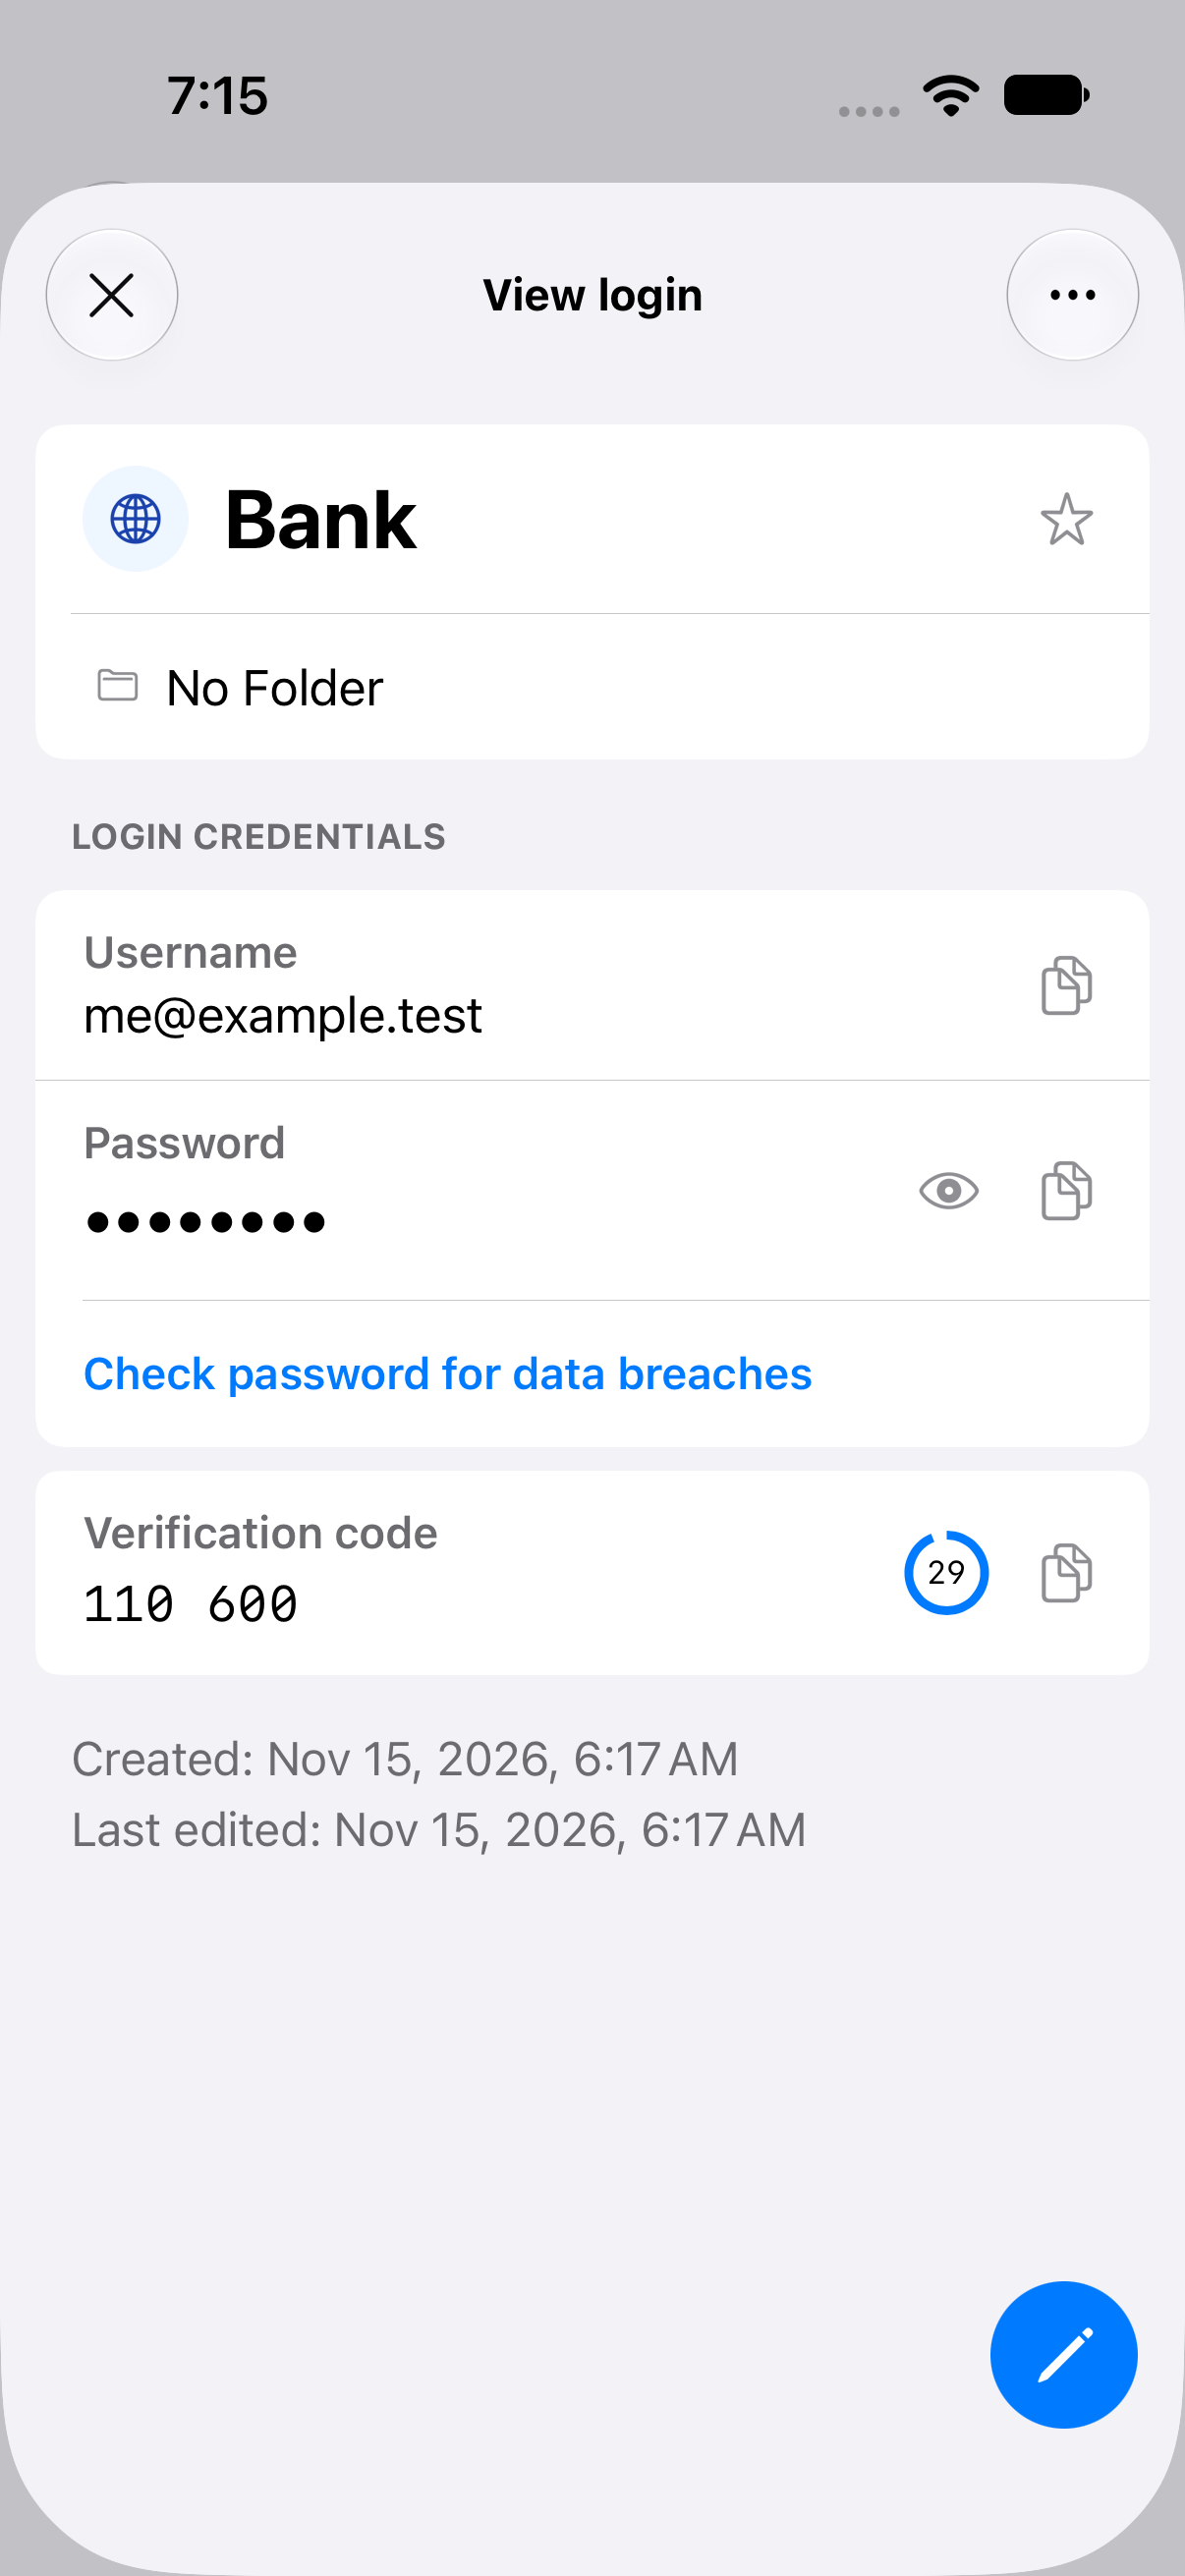 7:15
View login
Bank
No Folder
LOGIN CREDENTIALS
Username
me@example.test
Password
••••••••
Check password for data breaches
Verification code
110 600
29
Created: Nov 15, 2026, 6:17 AM
Last edited: Nov 15, 2026, 6:17 AM